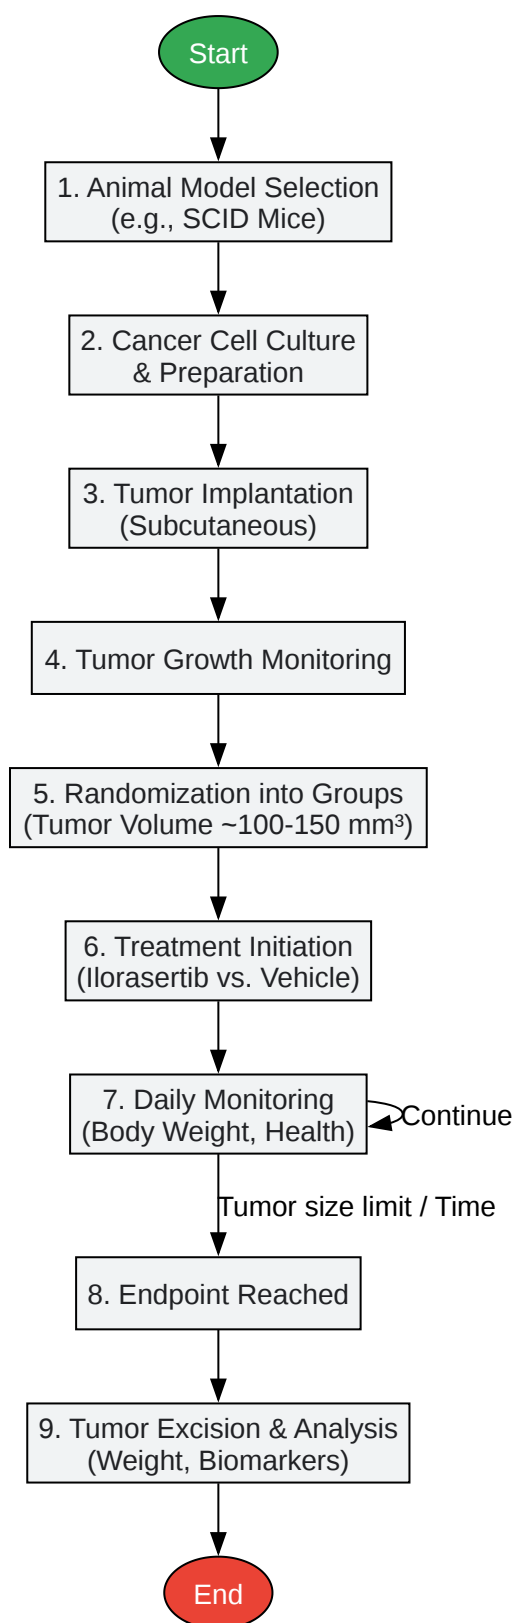 Start
1. Animal Model Selection
(e.g., SCID Mice)
2. Cancer Cell Culture
& Preparation
3. Tumor Implantation
(Subcutaneous)
4. Tumor Growth Monitoring
5. Randomization into Groups
(Tumor Volume ~100-150 mm³)
6. Treatment Initiation
(Ilorasertib vs. Vehicle)
7. Daily Monitoring
(Body Weight, Health)
Continue
Tumor size limit / Time
8. Endpoint Reached
9. Tumor Excision & Analysis
(Weight, Biomarkers)
End